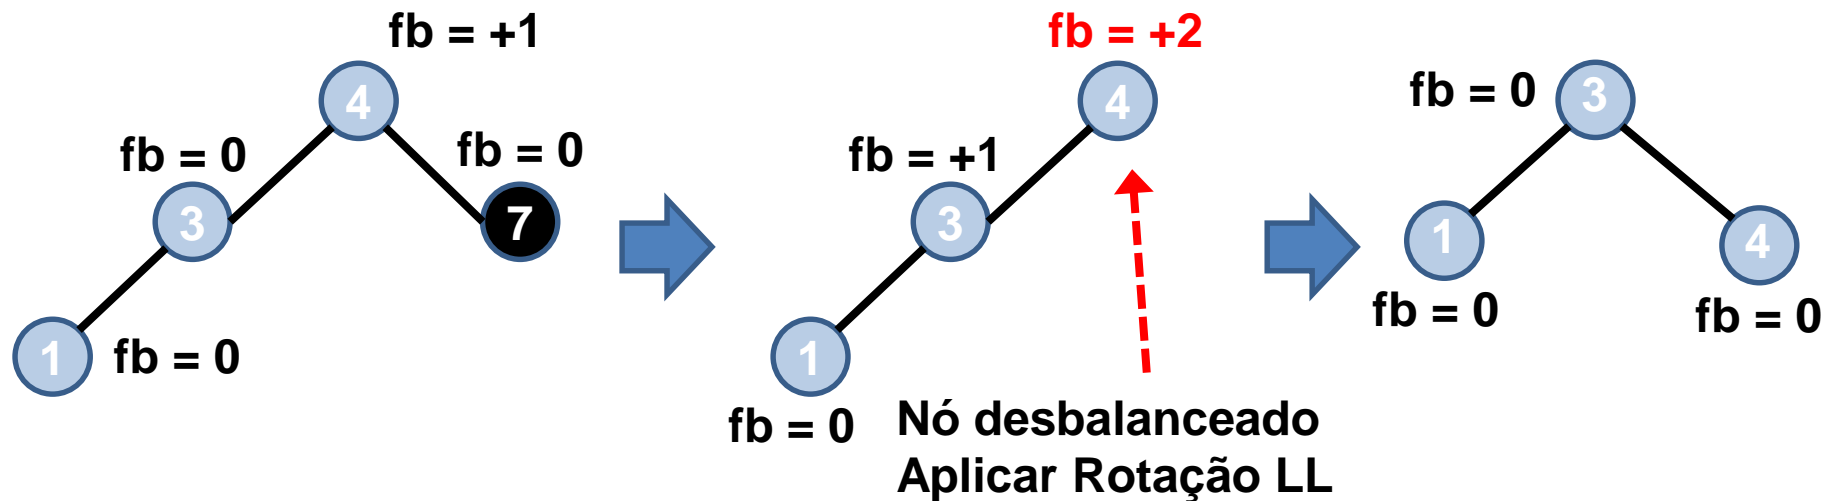 fb = +1
4
fb = 0
fb = 0
3
7
1
fb = 0
fb = +2
4
fb = +1
3
1
fb = 0
Nó desbalanceado
Aplicar Rotação LL
fb = 0
3
1
4
fb = 0
fb = 0